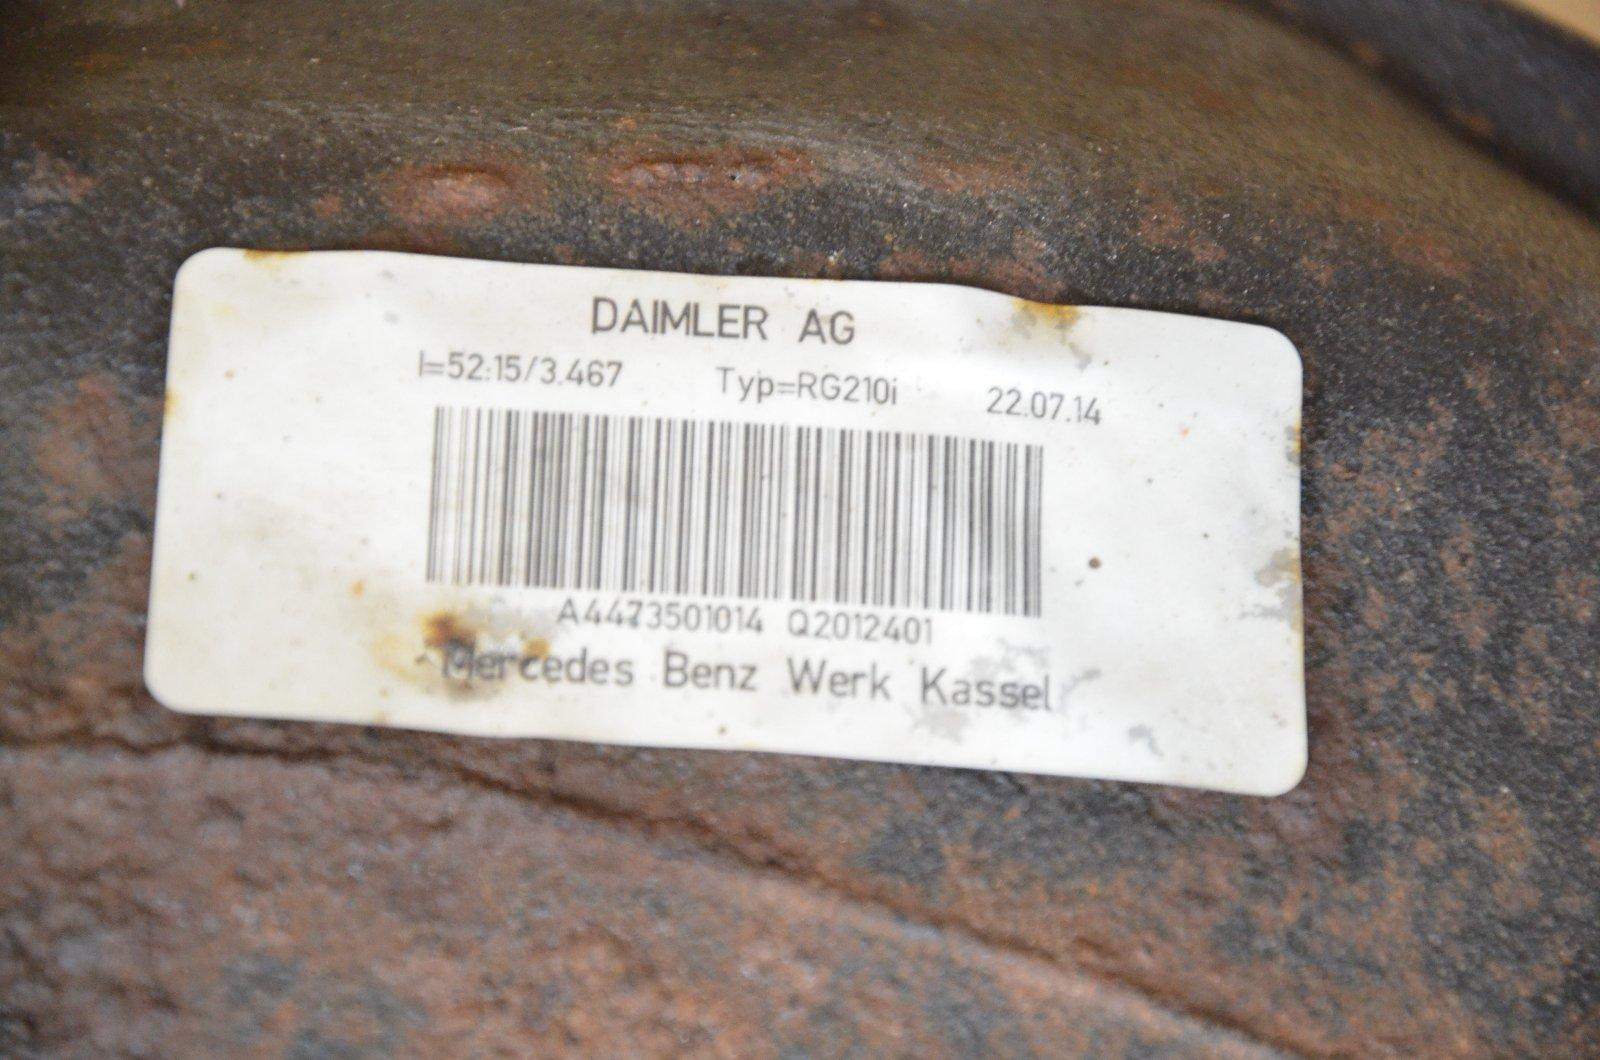 DAIMLER AG
I=52:15/3.467 Typ=RG210i 22.07.14
A4473501014 Q2012401
Mercedes Benz Werk Kassel